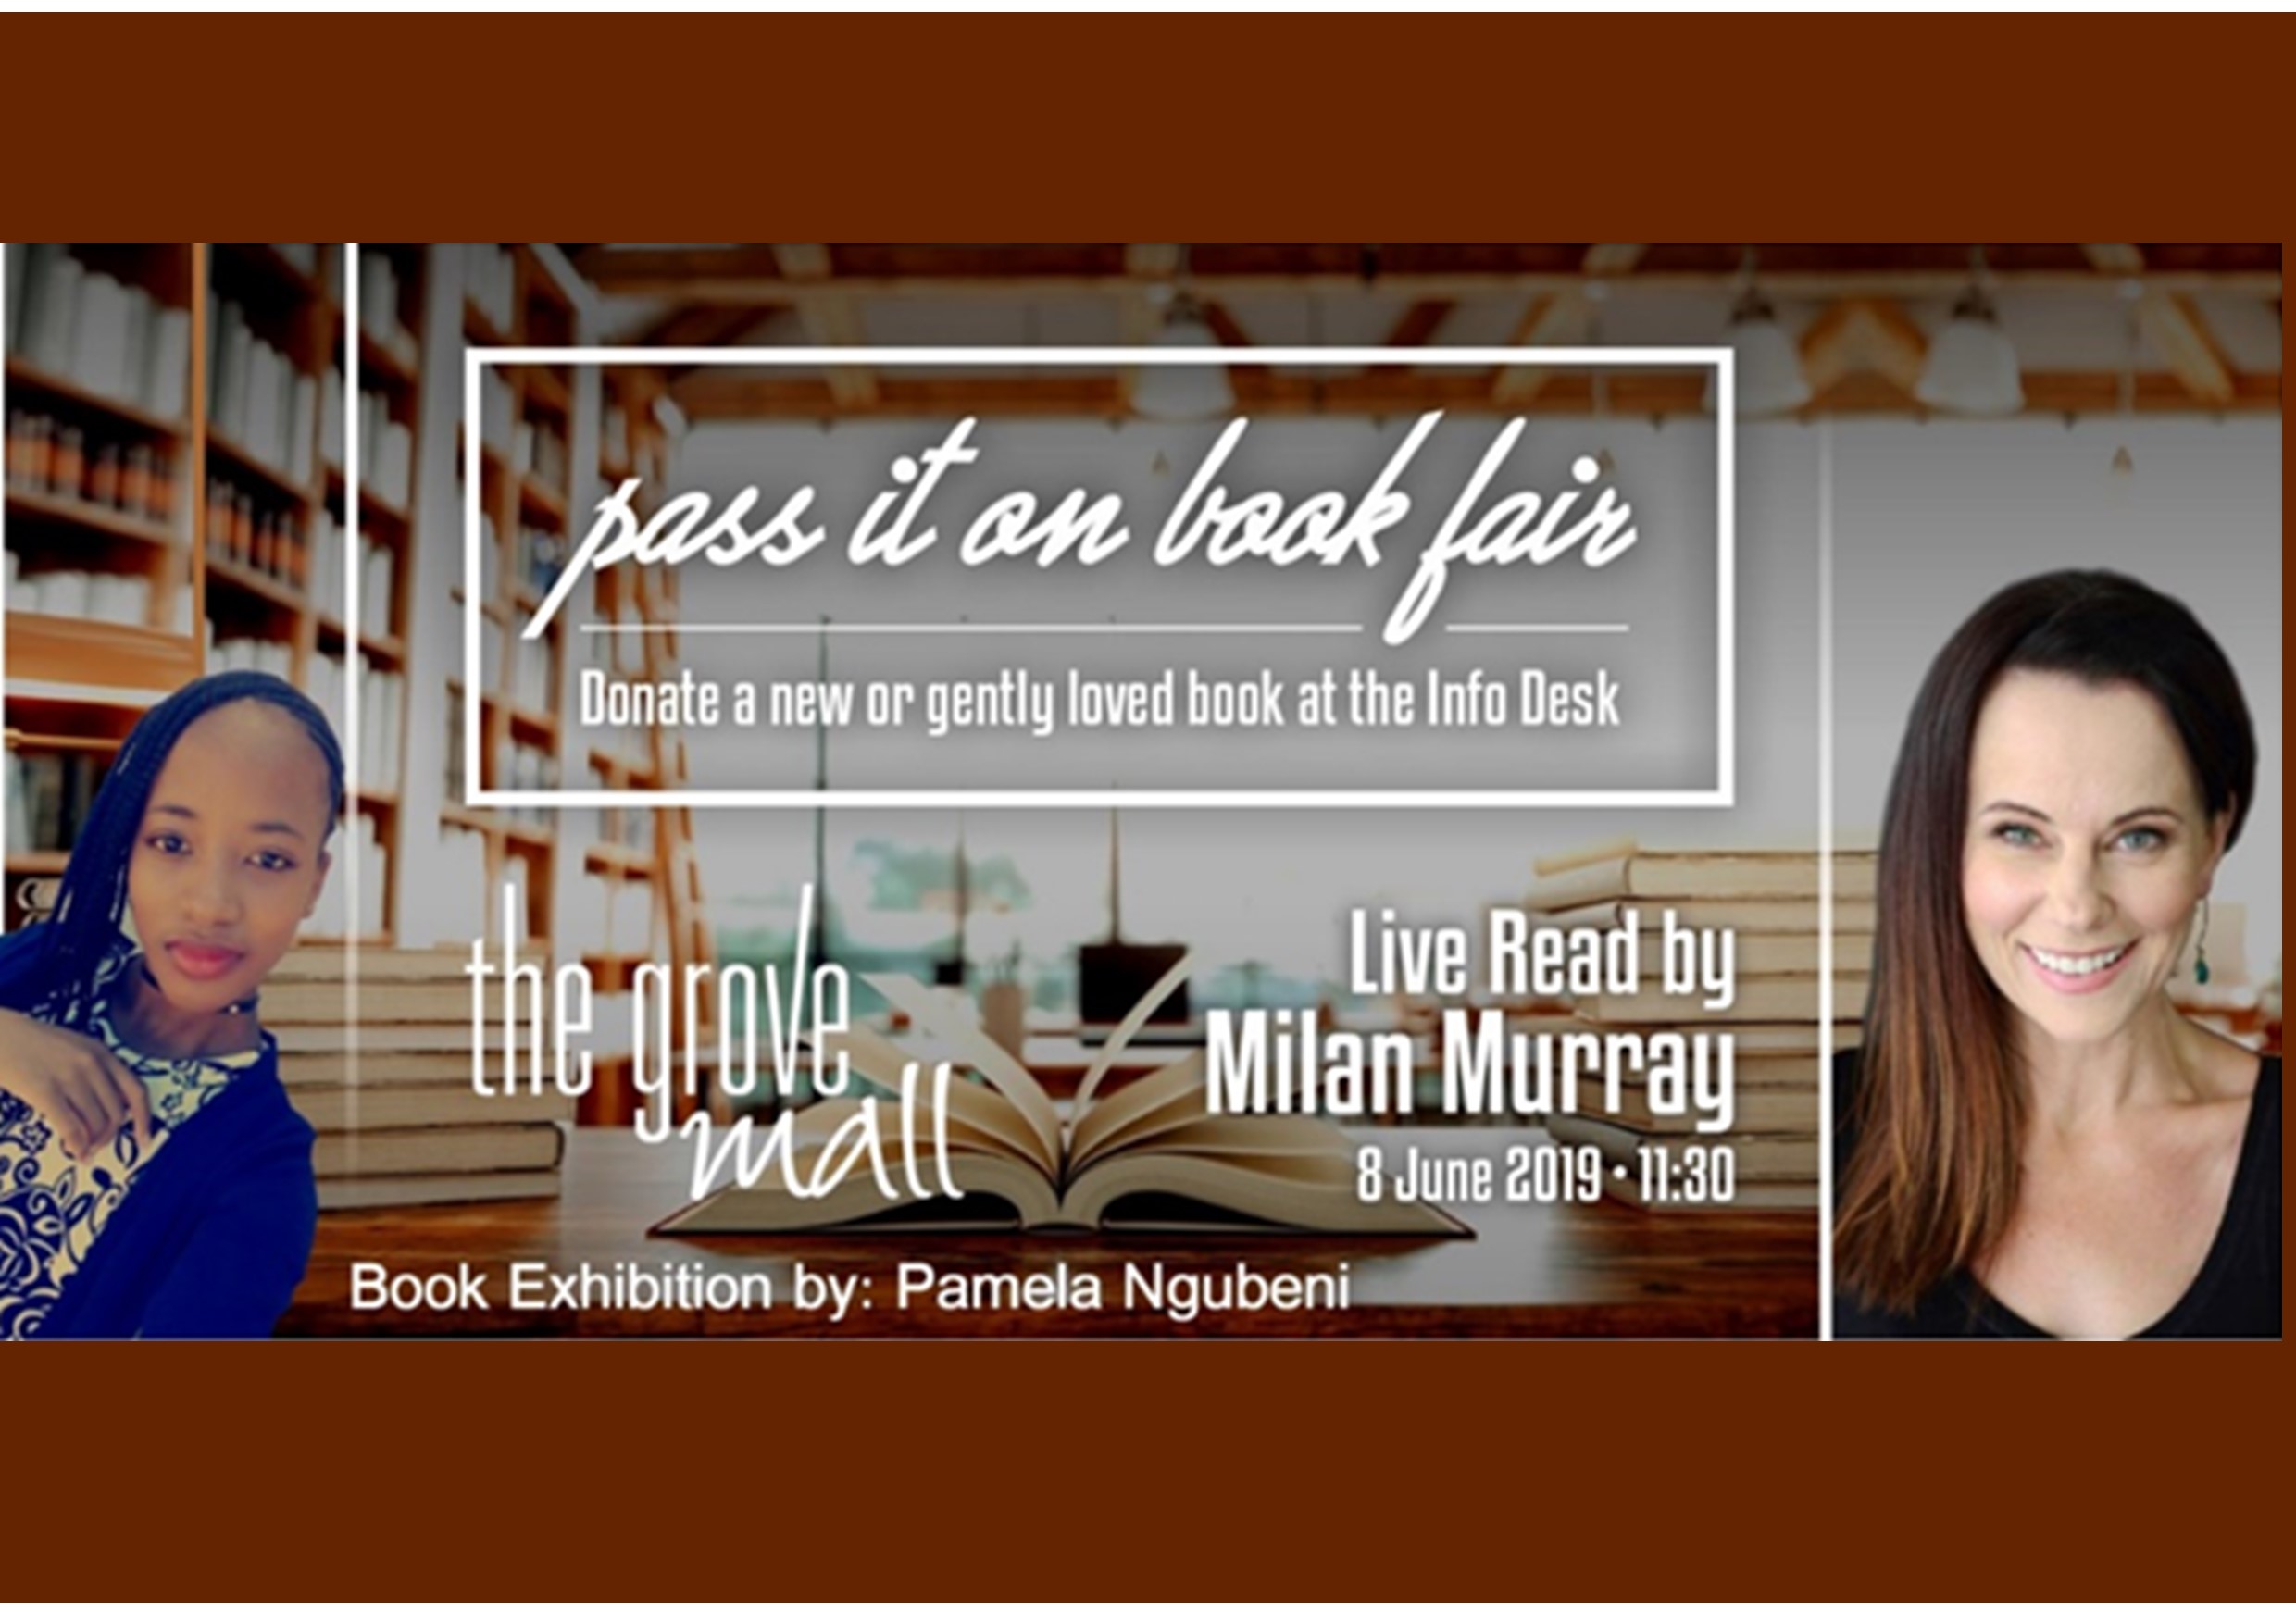 pass it on book fair
Donate a new or gently loved book at the Info Desk
the grove
mall
Live Read by
Milan Murray
8 June 2019 • 11:30
Book Exhibition by: Pamela Ngubeni